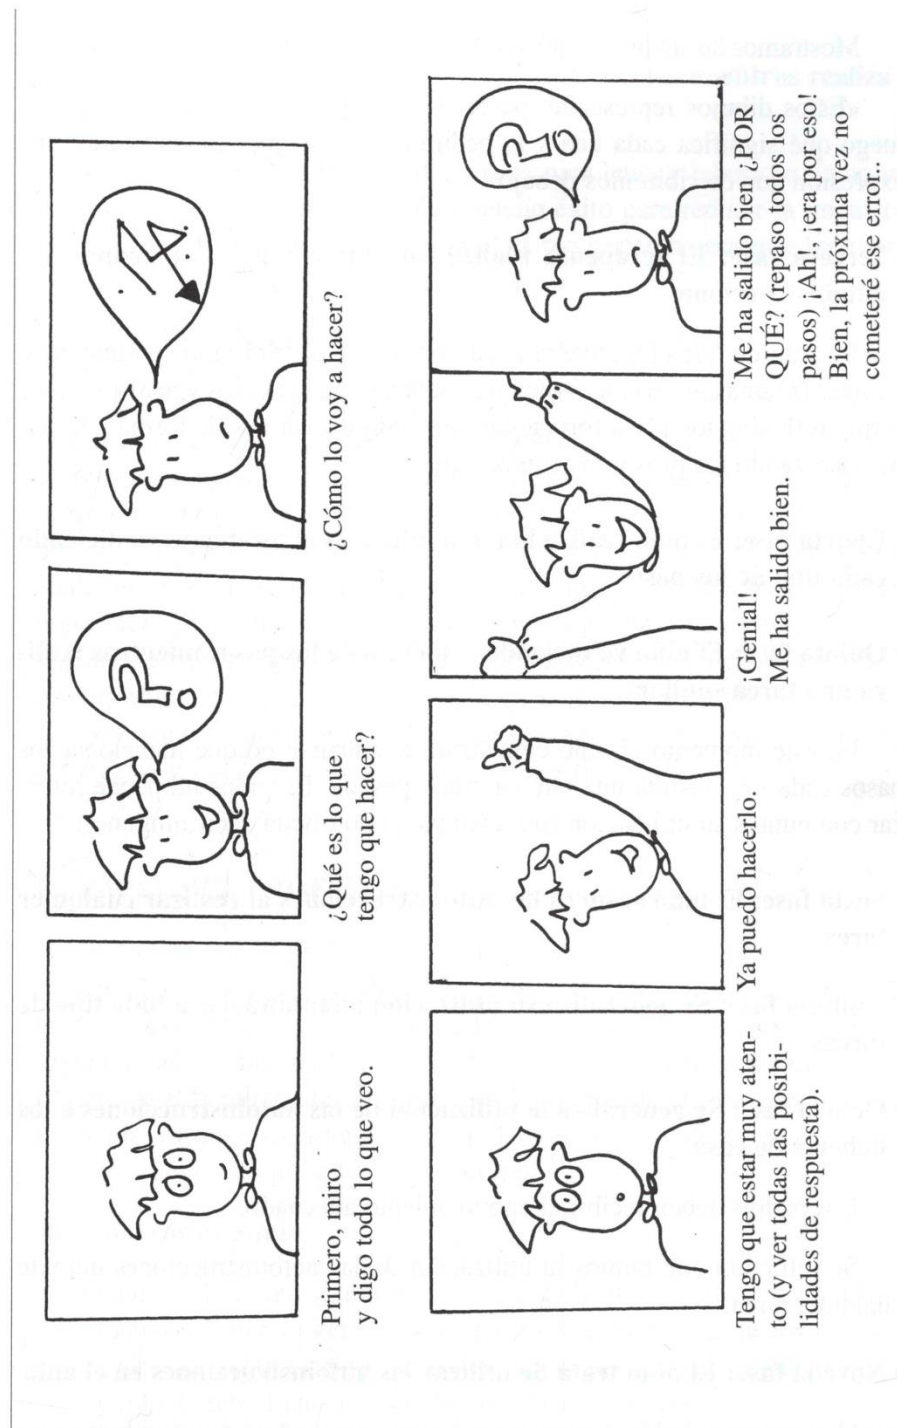 Primero, miro
y digo todo lo que veo.
¿Qué es lo que
tengo que hacer?
¿Cómo lo voy a hacer?
Tengo que estar muy aten-
to (y ver todas las posibi-
lidades de respuesta).
Ya puedo hacerlo.
¡Genial!
Me ha salido bien.
Me ha salido bien ¿POR
QUÉ? (repaso todos los
pasos) ¡Ah! ¡era por eso!
Bien, la próxima vez no
cometeré ese error..